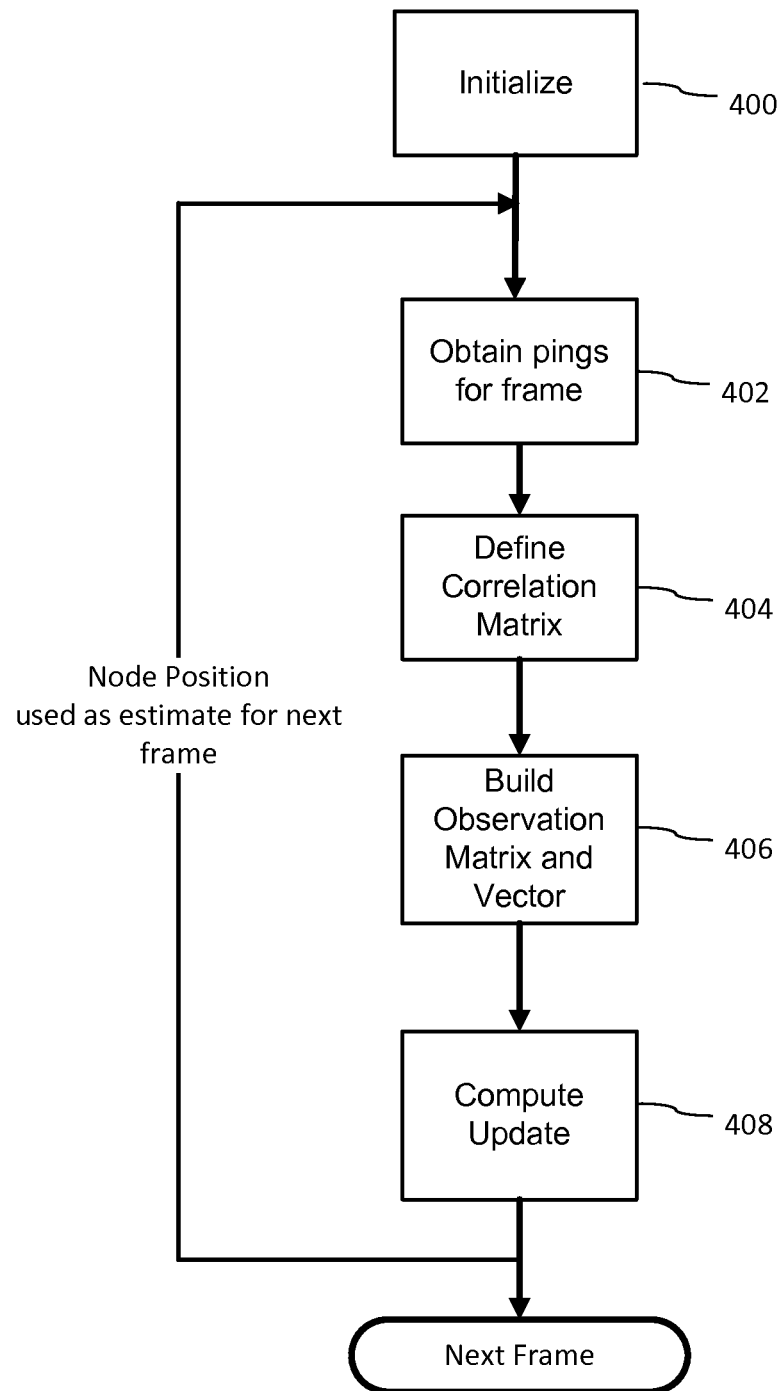 Initialize
400
Obtain pings
for frame
402
Define
Correlation
Matrix
404
Node Position
used as estimate for next
frame
Build
Observation
Matrix and
Vector
406
Compute
Update
408
Next Frame